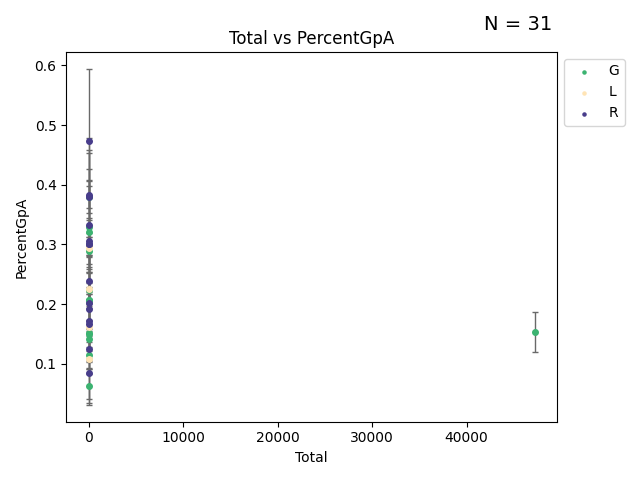 N = 31
Total vs PercentGpA
G
L
R
0.6
0.5
0.4
0.3
0.2
0.1
PercentGpA
0 10000 20000 30000 40000
Total